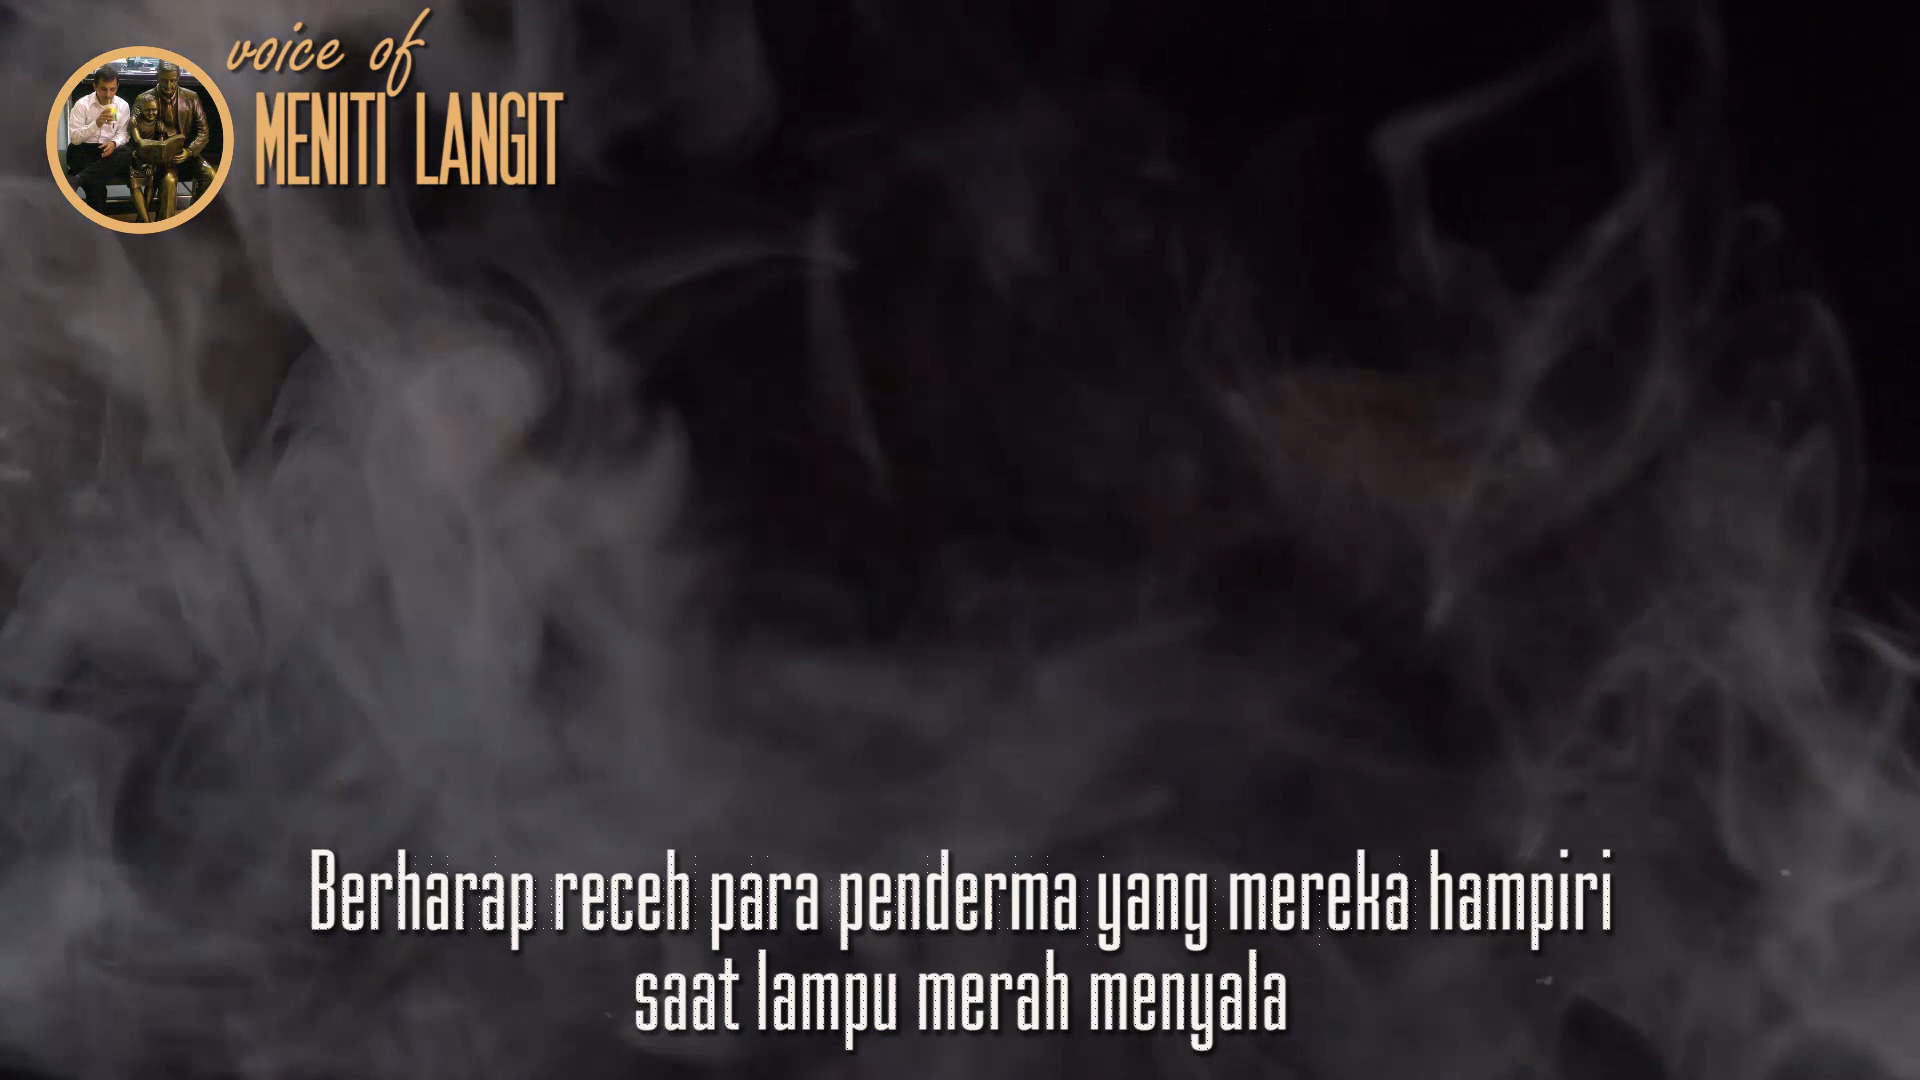 voice of
MENITI LANGIT
Berharap receh para penderma yang mereka hampiri
saat lampu merah menyala